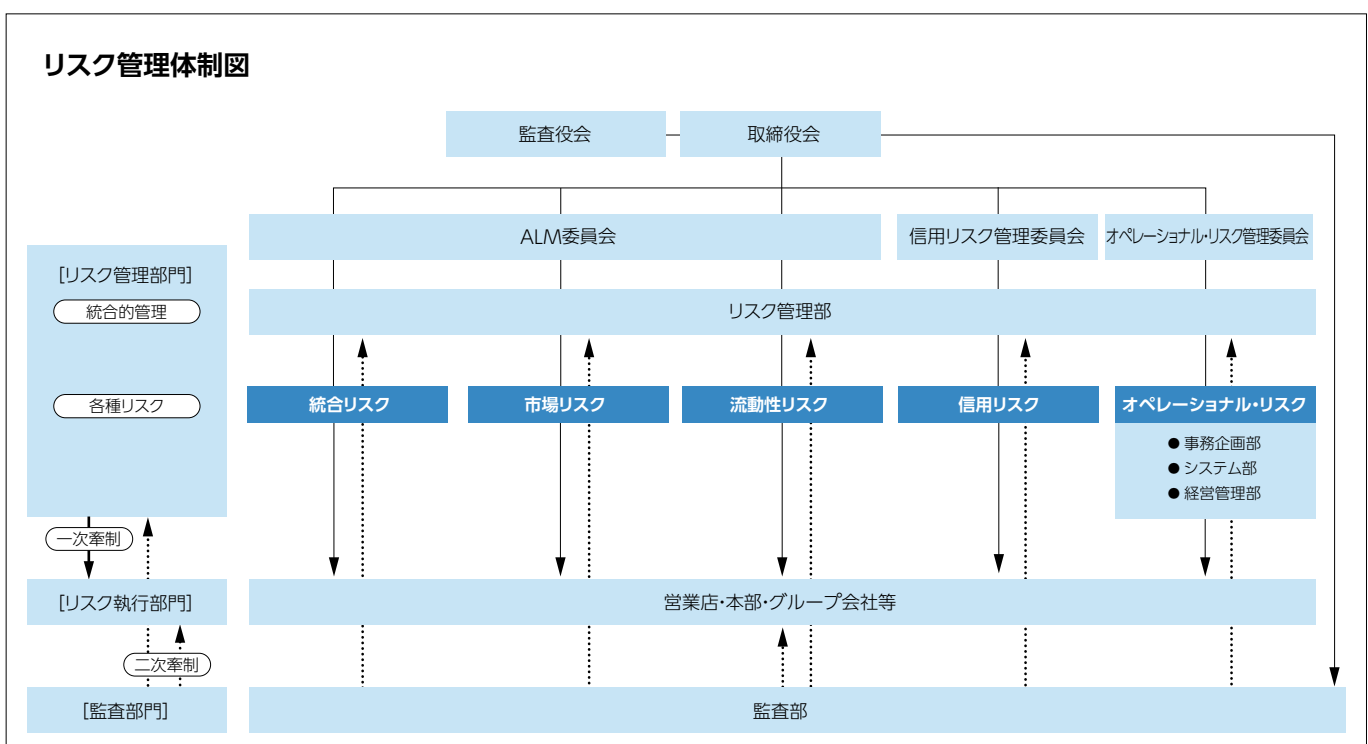 リスク管理体制図
監査役会
取締役会
ALM委員会
信用リスク管理委員会
オペレーショナル・リスク管理委員会
[リスク管理部門]
統合的管理
リスク管理部
各種リスク
統合リスク
市場リスク
流動性リスク
信用リスク
オペレーショナル・リスク
● 事務企画部
● システム部
● 経営管理部
一次牽制
[リスク執行部門]
営業店・本部・グループ会社等
二次牽制
[監査部門]
監査部